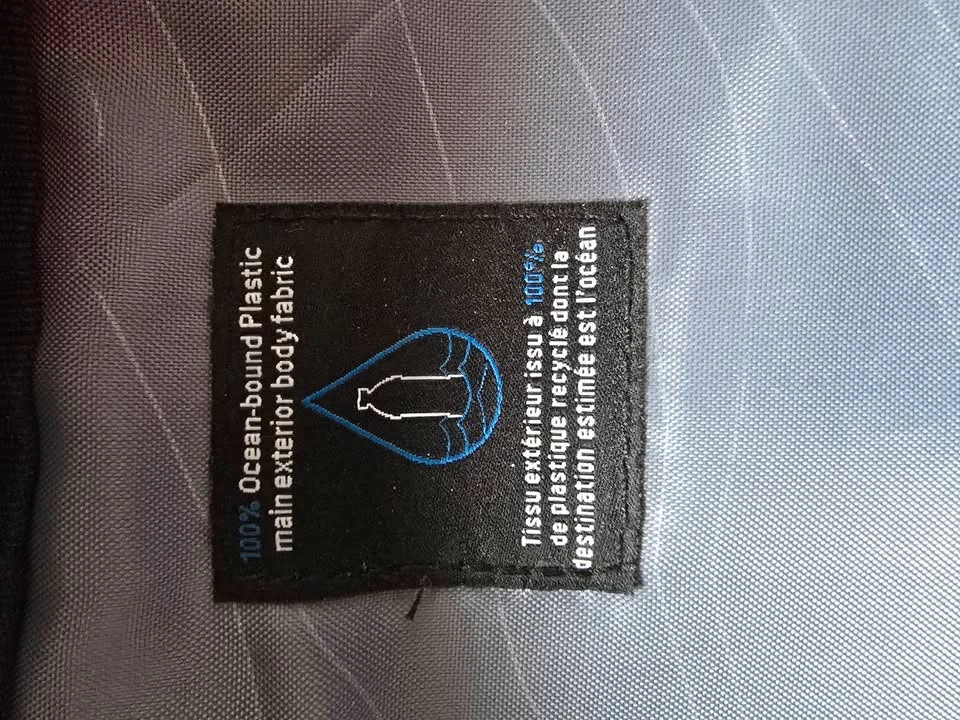 100% Ocean-bound Plastic
main exterior body fabric
Tissu extérieur issu à 100%
de plastique recyclé dont la
destination estimée est l'océan